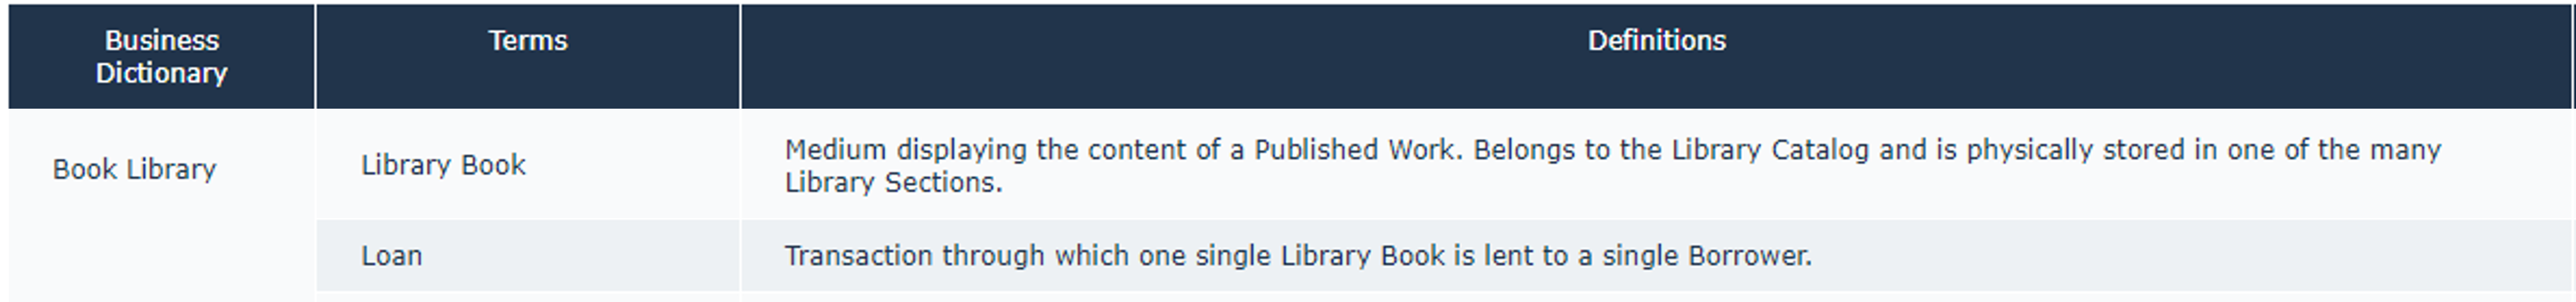 Business
Dictionary
Terms
Definitions
Book Library
Library Book
Medium displaying the content of a Published Work. Belongs to the Library Catalog and is physically stored in one of the many
Library Sections.
Loan
Transaction through which one single Library Book is lent to a single Borrower.